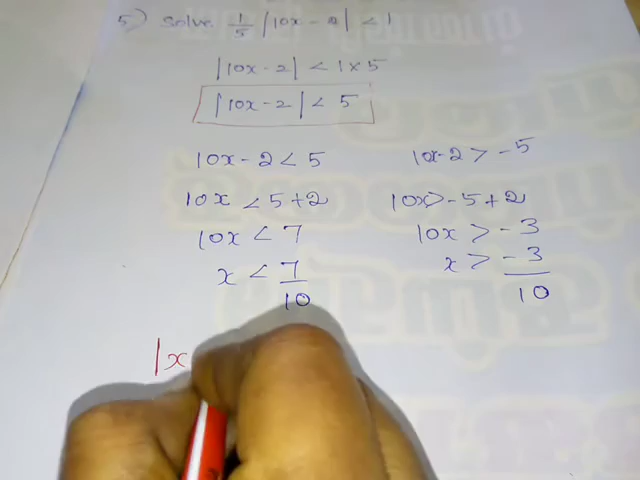 5) Solve 1/5 |10x - 2| < 1
|10x - 2| < 1 x 5
|10x - 2| < 5
10x - 2 < 5
10x < 5 + 2
10x < 7
x < 7/10
10x - 2 > -5
10x > -5 + 2
10x > -3
x > -3/10
|x